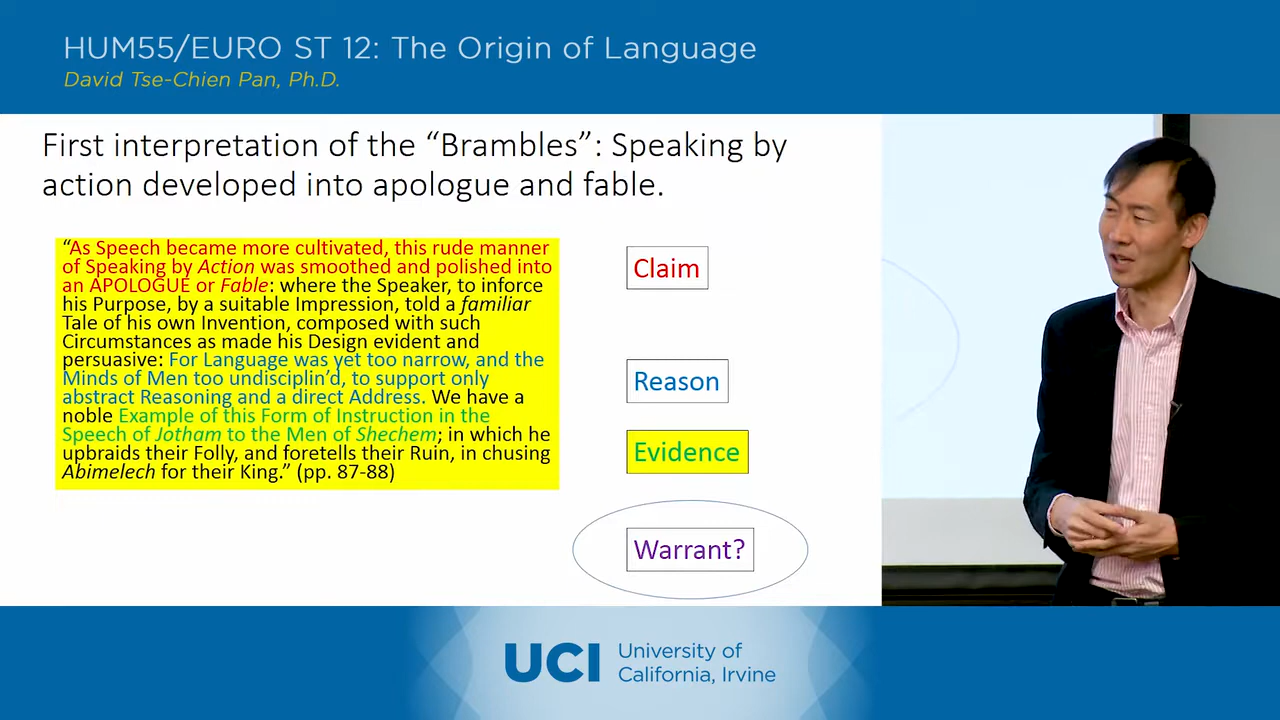 HUM55/EURO ST 12: The Origin of Language
David Tse-Chien Pan, Ph.D.
First interpretation of the “Brambles”: Speaking by
action developed into apologue and fable.
“As Speech became more cultivated, this rude manner
of Speaking by Action was smoothed and polished into
an APOLOGUE or Fable: where the Speaker, to inforce
his Purpose, by a suitable Impression, told a familiar
Tale of his own Invention, composed with such
Circumstances as made his Design evident and
persuasive: For Language was yet too narrow, and the
Minds of Men too undisciplin’d, to support only
abstract Reasoning and a direct Address. We have a
noble Example of this Form of Instruction in the
Speech of Jotham to the Men of Shechem; in which he
upbraids their Folly, and foretells their Ruin, in chusing
Abimelech for their King.” (pp. 87-88)
Claim
Reason
Evidence
Warrant?
UCI University of
California, Irvine